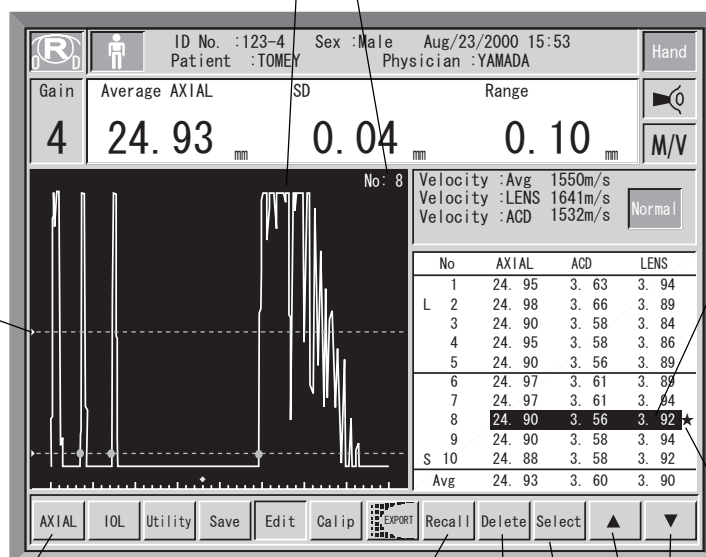 ID No. :123-4 Sex :Male Aug/23/2000 15:53
O R D Patient :TOMEY Physician :YAMADA Hand
Gain Average AXIAL SD Range
4 24.93 mm 0.04 mm 0.10 mm M/V
No: 8
Velocity :Avg 1550m/s
Velocity :LENS 1641m/s
Velocity :ACD 1532m/s Normal
No AXIAL ACD LENS
1 24.95 3.63 3.94
L 2 24.98 3.66 3.89
3 24.90 3.58 3.84
4 24.95 3.58 3.86
5 24.90 3.56 3.89
6 24.97 3.61 3.89
7 24.97 3.61 3.94
8 24.90 3.56 3.92 ★
9 24.90 3.58 3.94
S 10 24.88 3.58 3.92
Avg 24.93 3.60 3.90
AXIAL IOL Utility Save Edit Calip EXPORT Recall Delete Select ▲ ▼